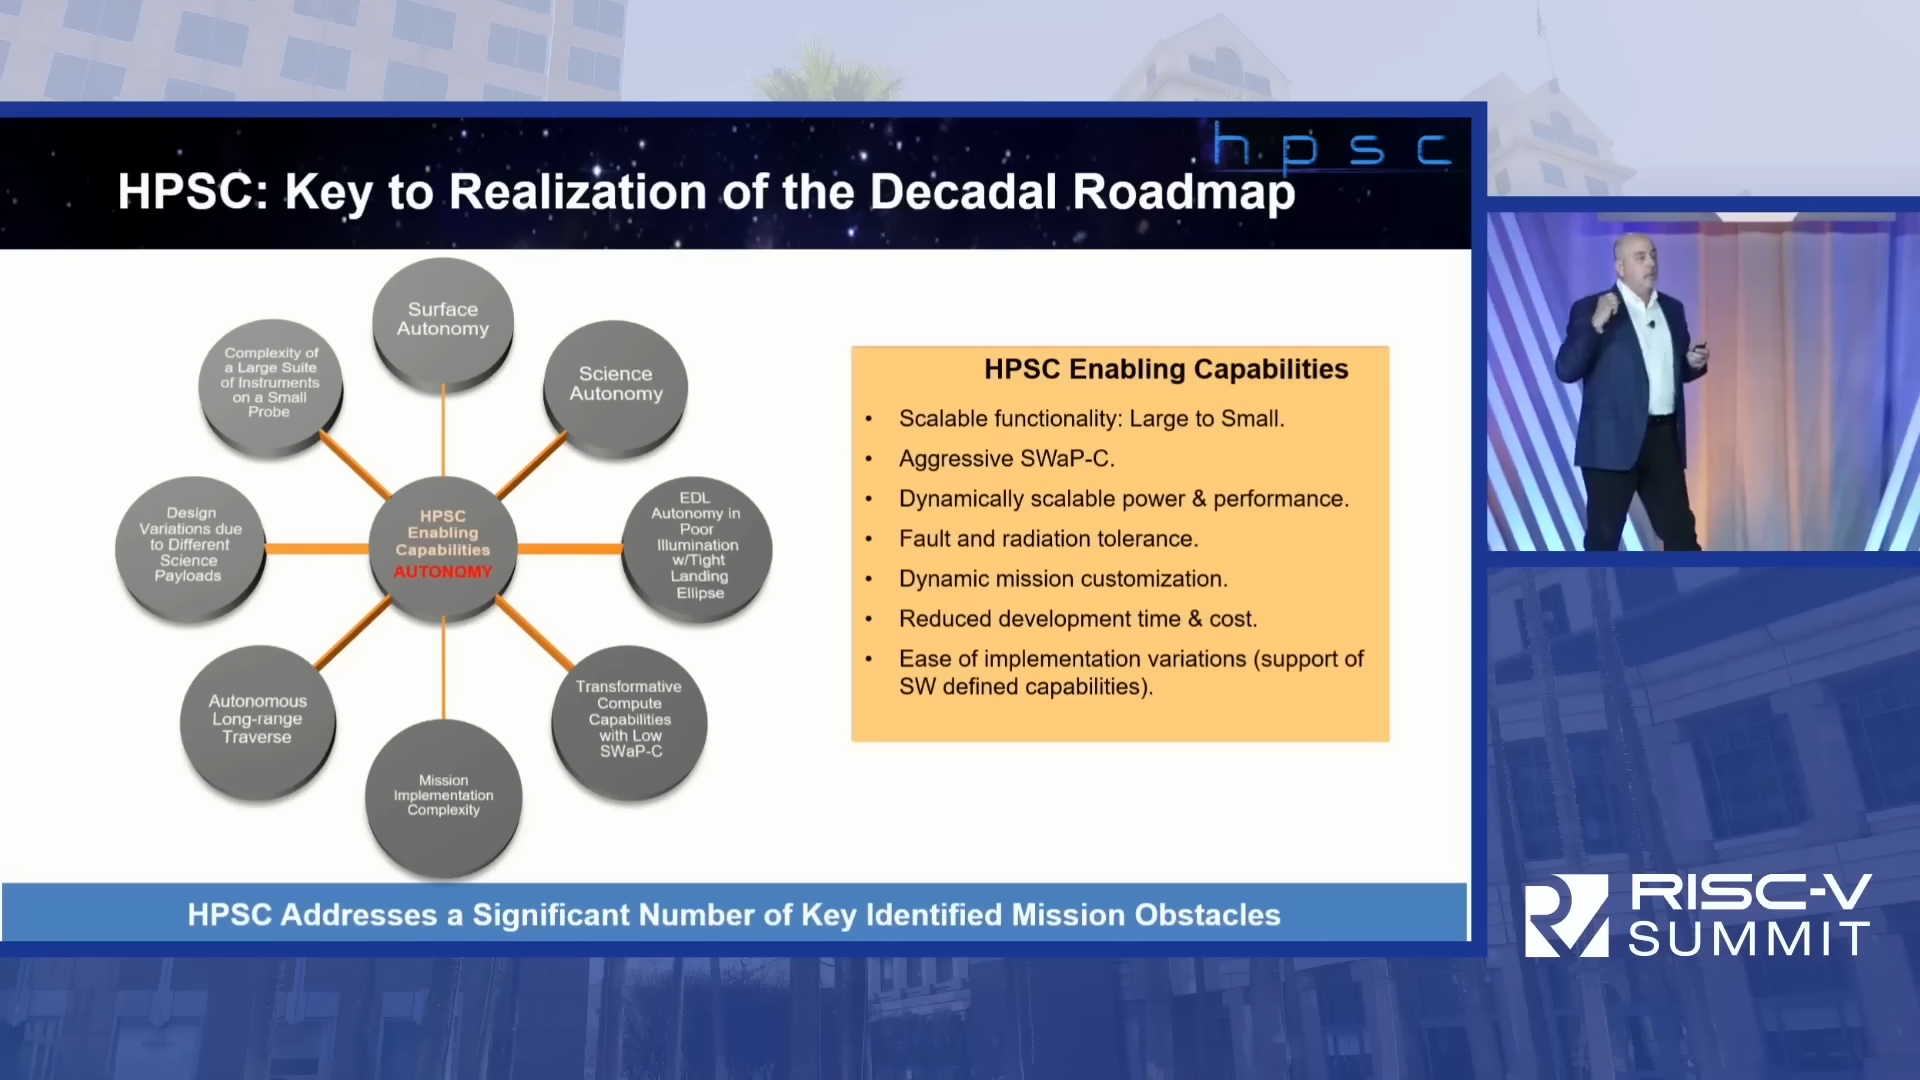 hpsc
HPSC: Key to Realization of the Decadal Roadmap
Surface
Autonomy
Science
Autonomy
EDL
Autonomy in
Poor
Illumination
w/Tight
Landing
Ellipse
Transformative
Compute
Capabilities
with Low
SWaP-C
Mission
Implementation
Complexity
Autonomous
Long-range
Traverse
Design
Variations due
to Different
Science
Payloads
Complexity of
a Large Suite
of Instruments
on a Small
Probe
HPSC
Enabling
Capabilities
AUTONOMY
HPSC Enabling Capabilities
• Scalable functionality: Large to Small.
• Aggressive SWaP-C.
• Dynamically scalable power & performance.
• Fault and radiation tolerance.
• Dynamic mission customization.
• Reduced development time & cost.
• Ease of implementation variations (support of
SW defined capabilities).
HPSC Addresses a Significant Number of Key Identified Mission Obstacles
RISC-V
SUMMIT